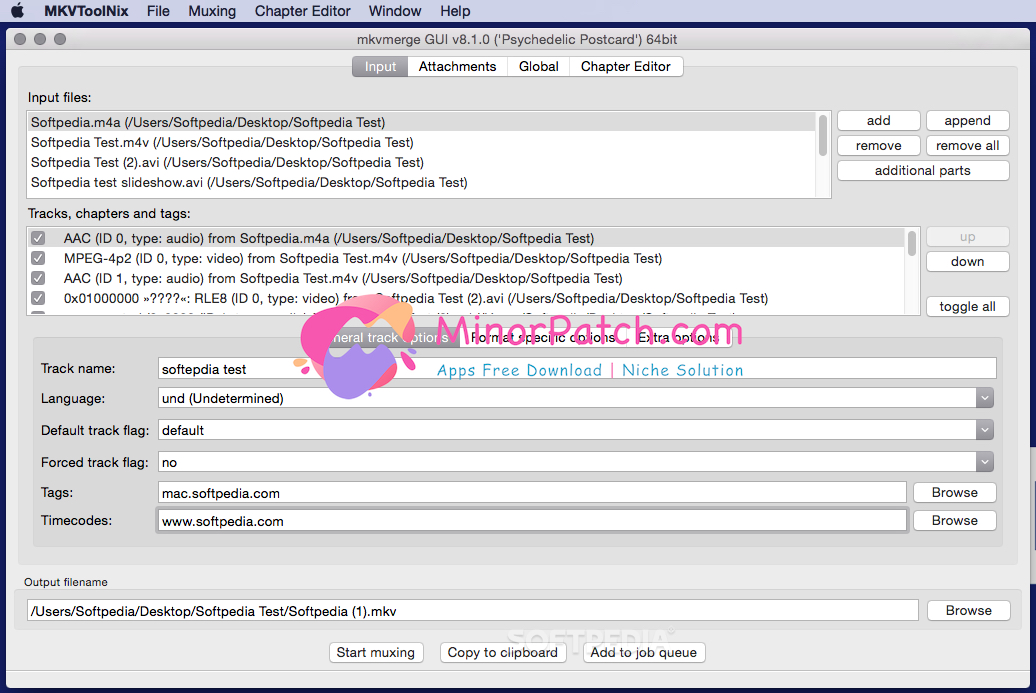 MKVToolNix File Muxing Chapter Editor Window Help
mkvmerge GUI v8.1.0 ('Psychedelic Postcard') 64bit
Input Attachments Global Chapter Editor
Input files:
Softpedia.m4a (/Users/Softpedia/Desktop/Softpedia Test)
Softpedia Test.m4v (/Users/Softpedia/Desktop/Softpedia Test)
Softpedia Test (2).avi (/Users/Softpedia/Desktop/Softpedia Test)
Softpedia test slideshow.avi (/Users/Softpedia/Desktop/Softpedia Test)
add append
remove remove all
additional parts
Tracks, chapters and tags:
AAC (ID 0, type: audio) from Softpedia.m4a (/Users/Softpedia/Desktop/Softpedia Test)
MPEG-4p2 (ID 0, type: video) from Softpedia Test.m4v (/Users/Softpedia/Desktop/Softpedia Test)
AAC (ID 1, type: audio) from Softpedia Test.m4v (/Users/Softpedia/Desktop/Softpedia Test)
0x01000000 »????«: RLE8 (ID 0, type: video) from Softpedia Test (2).avi (/Users/Softpedia/Desktop/Softpedia Test)
up
down
toggle all
MinorPatch.com
Apps Free Download | Niche Solution
track options Format specific options Extra options
Track name: softepdia test
Language: und (Undetermined)
Default track flag: default
Forced track flag: no
Tags: mac.softpedia.com Browse
Timecodes: www.softpedia.com Browse
Output filename
/Users/Softpedia/Desktop/Softpedia Test/Softpedia (1).mkv Browse
SOFTPEDIA
Start muxing Copy to clipboard Add to job queue